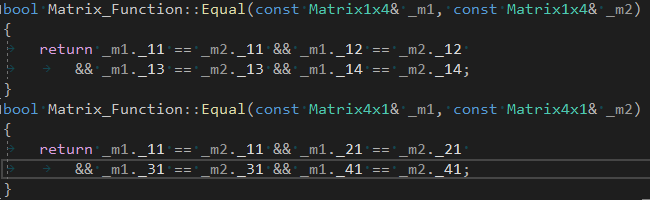 bool Matrix_Function::Equal(const Matrix1x4& _m1, const Matrix1x4& _m2)
{
return _m1._11 == _m2._11 && _m1._12 == _m2._12
&& _m1._13 == _m2._13 && _m1._14 == _m2._14;
}
bool Matrix_Function::Equal(const Matrix4x1& _m1, const Matrix4x1& _m2)
{
return _m1._11 == _m2._11 && _m1._21 == _m2._21
&& _m1._31 == _m2._31 && _m1._41 == _m2._41;
}